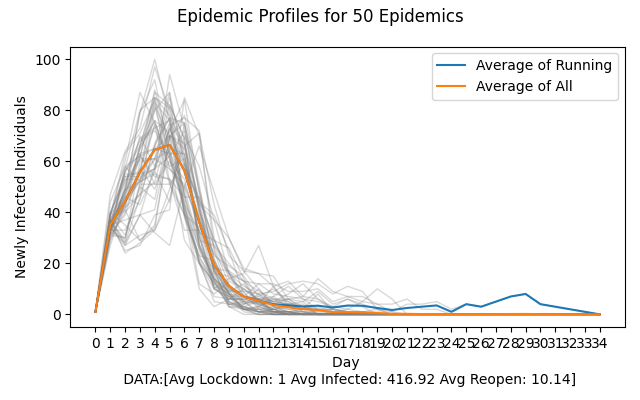 Epidemic Profiles for 50 Epidemics
Average of Running
Average of All
Newly Infected Individuals
100
80
60
40
20
0
0 1 2 3 4 5 6 7 8 9 10 11 12 13 14 15 16 17 18 19 20 21 22 23 24 25 26 27 28 29 30 31 32 33 34
Day
DATA:[Avg Lockdown: 1 Avg Infected: 416.92 Avg Reopen: 10.14]